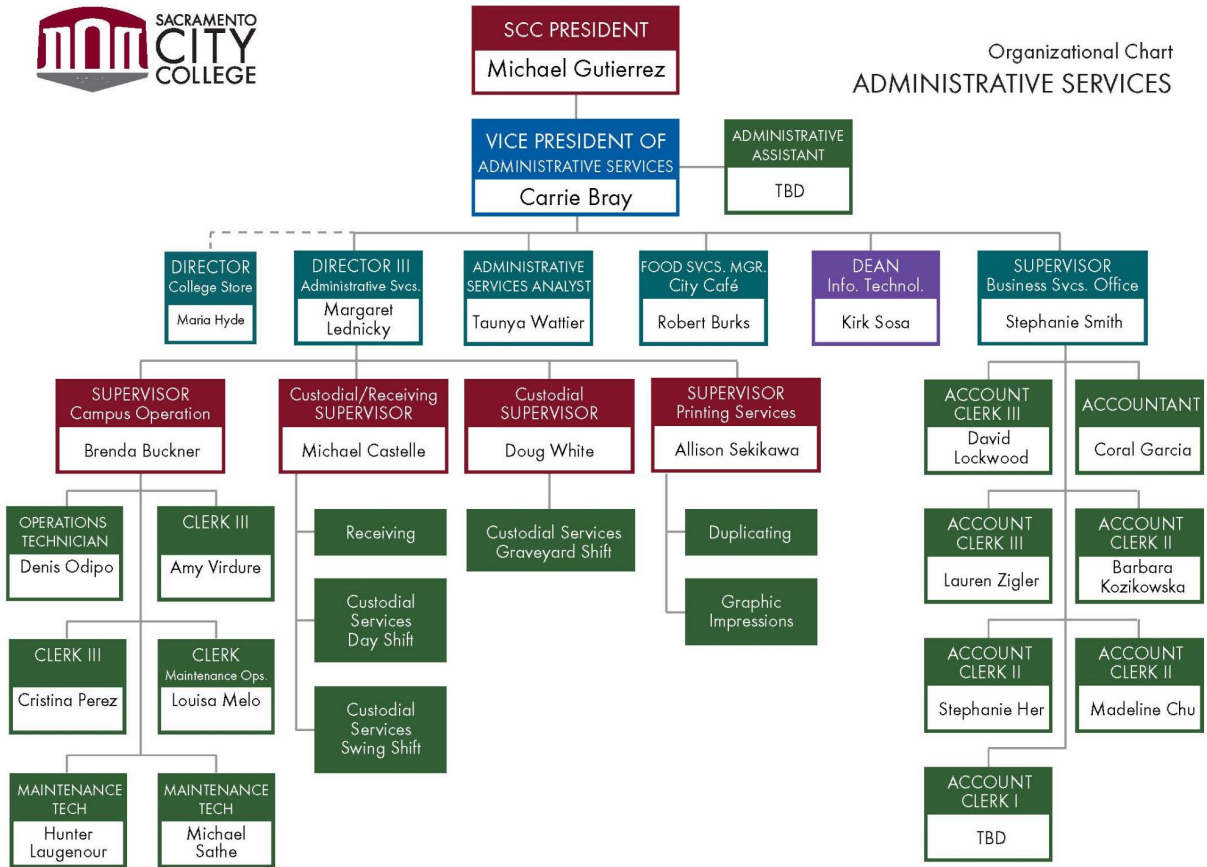 SACRAMENTO
CITY
COLLEGE
SCC PRESIDENT
Michael Gutierrez
Organizational Chart
ADMINISTRATIVE SERVICES
VICE PRESIDENT OF
ADMINISTRATIVE SERVICES
Carrie Bray
ADMINISTRATIVE
ASSISTANT
TBD
DIRECTOR
College Store
Maria Hyde
DIRECTOR III
Administrative Svcs.
Margaret
Lednicky
ADMINISTRATIVE
SERVICES ANALYST
Taunya Wattier
FOOD SVCS. MGR.
City Café
Robert Burks
DEAN
Info. Technol.
Kirk Sosa
SUPERVISOR
Business Svcs. Office
Stephanie Smith
SUPERVISOR
Campus Operation
Brenda Buckner
Custodial/Receiving
SUPERVISOR
Michael Castelle
Custodial
SUPERVISOR
Doug White
SUPERVISOR
Printing Services
Allison Sekikawa
ACCOUNT
CLERK III
David
Lockwood
ACCOUNTANT
Coral Garcia
OPERATIONS
TECHNICIAN
Denis Odipo
CLERK III
Amy Virdure
Receiving
Custodial Services
Graveyard Shift
Duplicating
ACCOUNT
CLERK III
Lauren Zigler
ACCOUNT
CLERK II
Barbara
Kozikowska
Custodial
Services
Day Shift
Graphic
Impressions
CLERK III
Cristina Perez
CLERK
Maintenance Ops.
Louisa Melo
ACCOUNT
CLERK II
Stephanie Her
ACCOUNT
CLERK II
Madeline Chu
Custodial
Services
Swing Shift
MAINTENANCE
TECH
Hunter
Laugenour
MAINTENANCE
TECH
Michael
Sathe
ACCOUNT
CLERK I
TBD